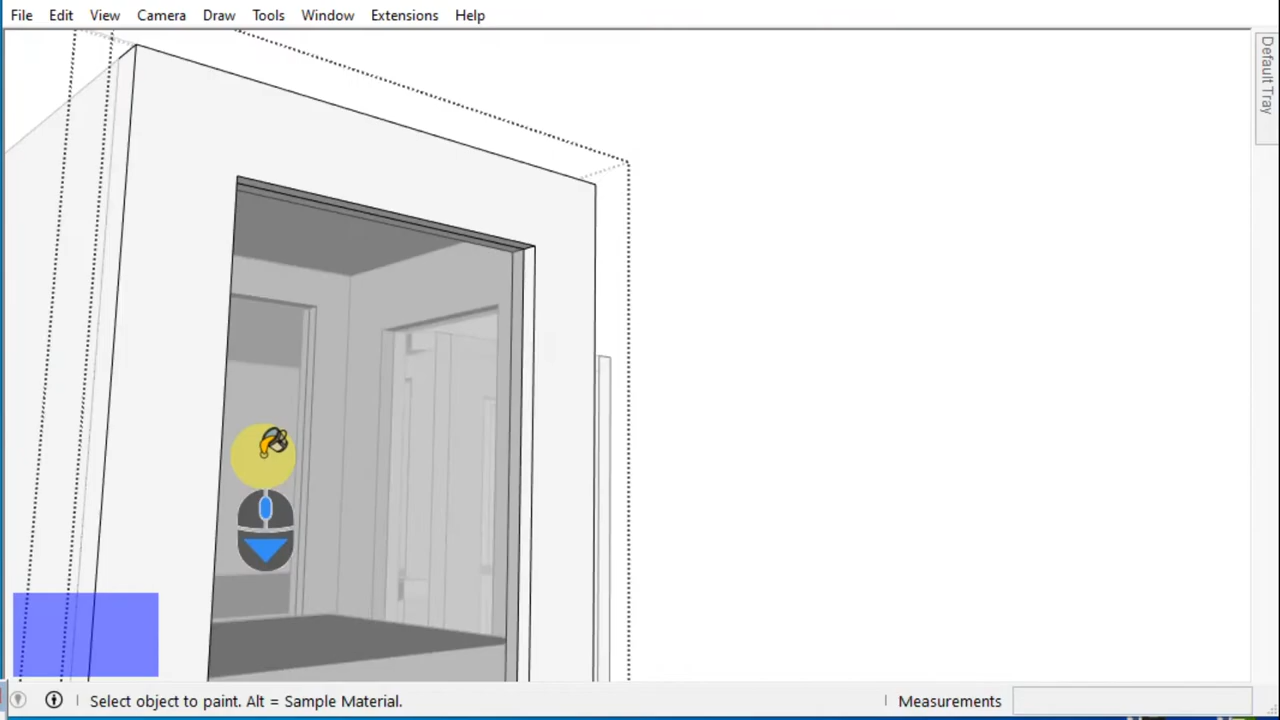 File Edit View Camera Draw Tools Window Extensions Help
Default Tray
Select object to paint. Alt = Sample Material.
Measurements